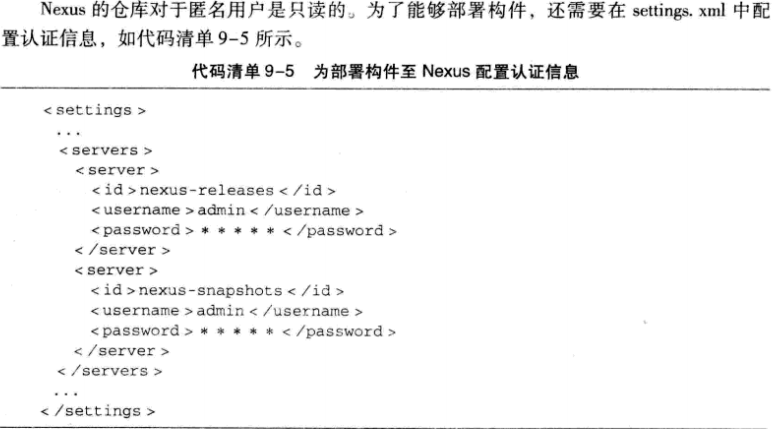 Nexus 的仓库对于匿名用户是只读的。为了能够部署构件，还需要在 settings. xml 中配
置认证信息，如代码清单 9-5 所示。
代码清单 9-5 为部署构件至 Nexus 配置认证信息
< settings >
...
< servers >
< server >
< id > nexus-releases < /id >
< username > admin < /username >
< password > * * * * * < /password >
< /server >
< server >
< id > nexus-snapshots < /id >
< username > admin < /username >
< password > * * * * * < /password >
< /server >
< /servers >
...
< /settings >